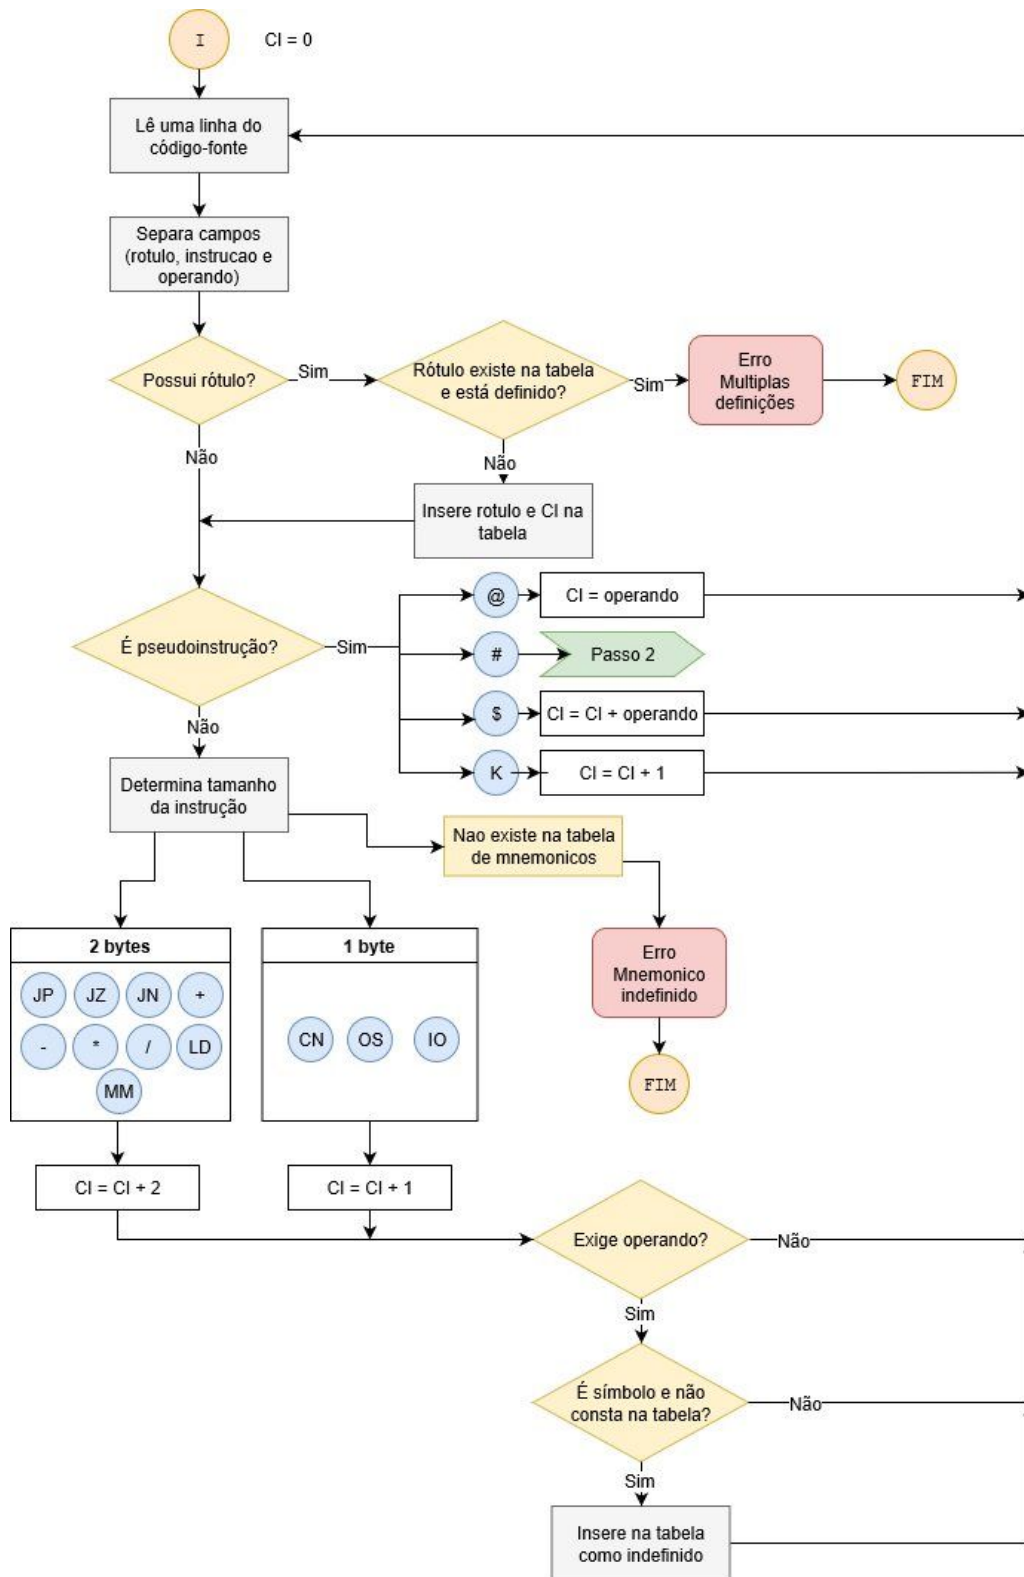 I
CI = 0
Lê uma linha do
código-fonte
Separa campos
(rotulo, instrucao e
operando)
Possui rótulo?
Sim
Rótulo existe na tabela
e está definido?
Sim
Erro
Multiplas
definições
FIM
Não
Não
Insere rotulo e CI na
tabela
É pseudoinstrução?
Sim
@
CI = operando
#
Passo 2
$
CI = CI + operando
K
CI = CI + 1
Não
Determina tamanho
da instrução
Nao existe na tabela
de mnemonicos
2 bytes
JP
JZ
JN
+
-
*
/
LD
MM
1 byte
CN
OS
IO
Erro
Mnemonico
indefinido
FIM
CI = CI + 2
CI = CI + 1
Exige operando?
Não
Sim
É símbolo e não
consta na tabela?
Não
Sim
Insere na tabela
como indefinido